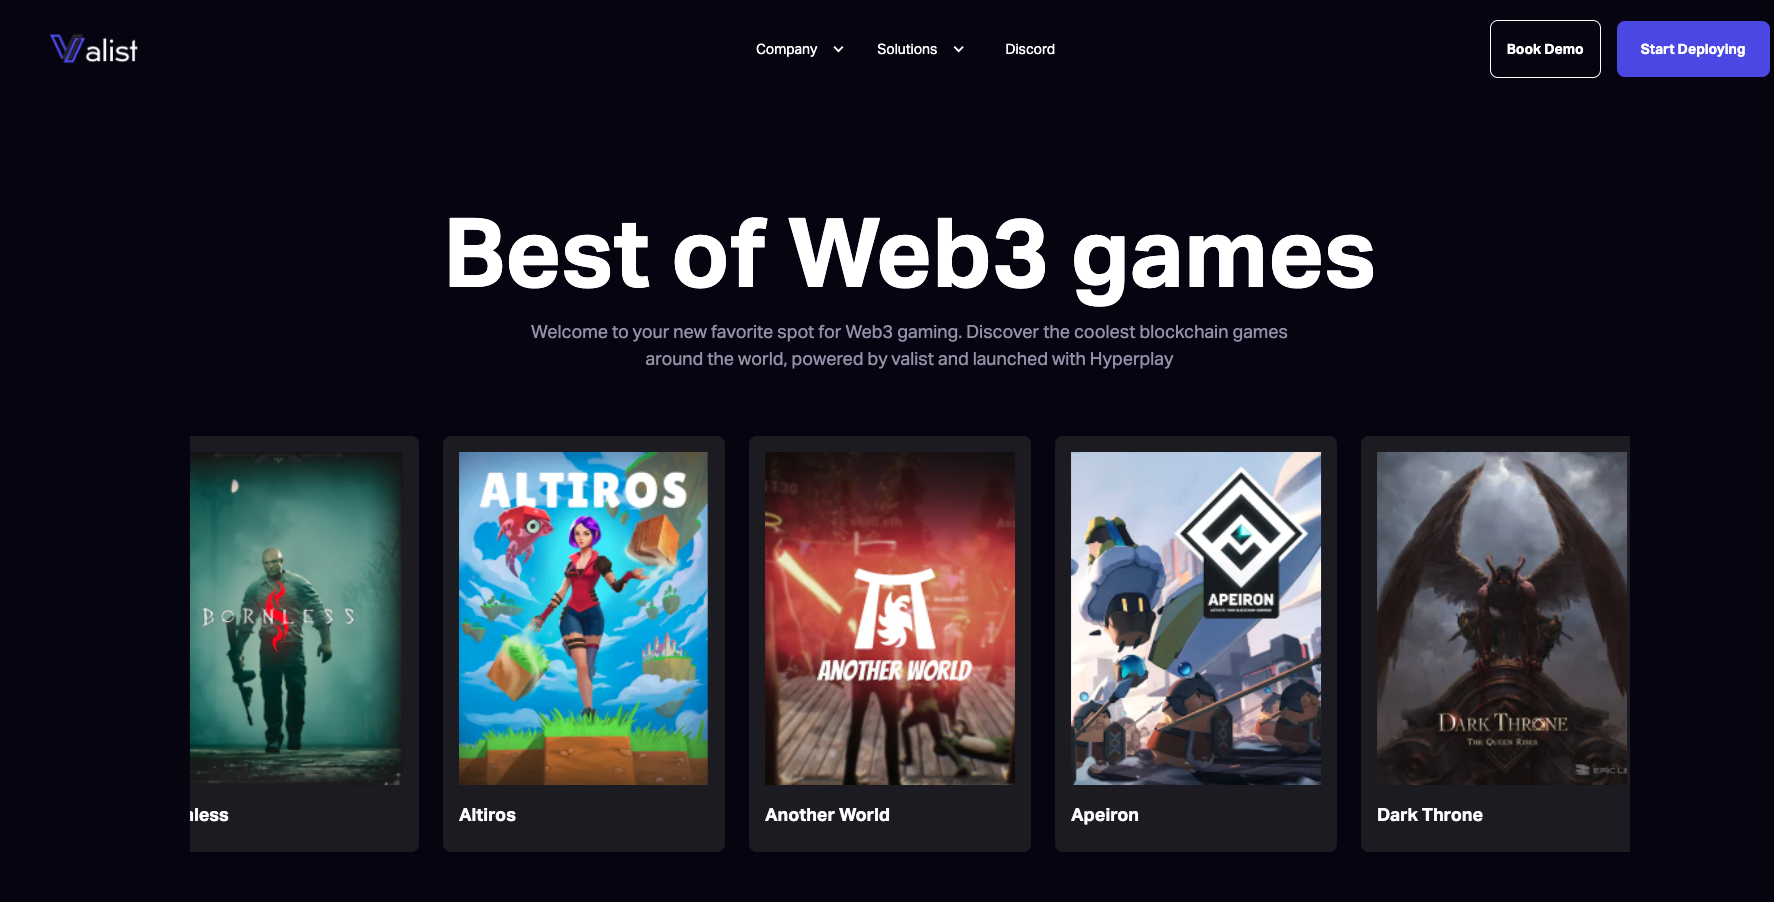 Valist
Company
Solutions
Discord
Book Demo
Start Deploying
Best of Web3 games
Welcome to your new favorite spot for Web3 gaming. Discover the coolest blockchain games
around the world, powered by valist and launched with Hyperplay
BORNLESS
ALTIROS
ANOTHER WORLD
APEIRON
DARK THRONE
THE QUEEN RISES
nless
Altiros
Another World
Apeiron
Dark Throne